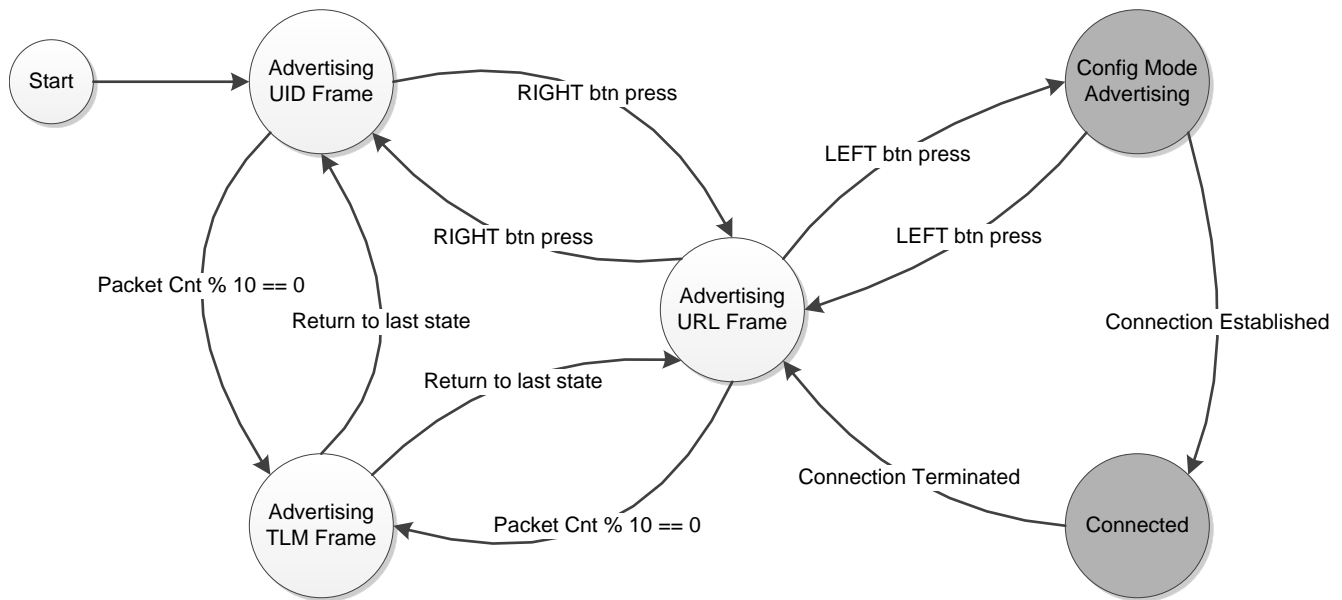 Start
Advertising
UID Frame
RIGHT btn press
Config Mode
Advertising
LEFT btn press
RIGHT btn press
LEFT btn press
Packet Cnt % 10 == 0
Return to last state
Advertising
URL Frame
Connection Established
Return to last state
Connection Terminated
Advertising
TLM Frame
Packet Cnt % 10 == 0
Connected